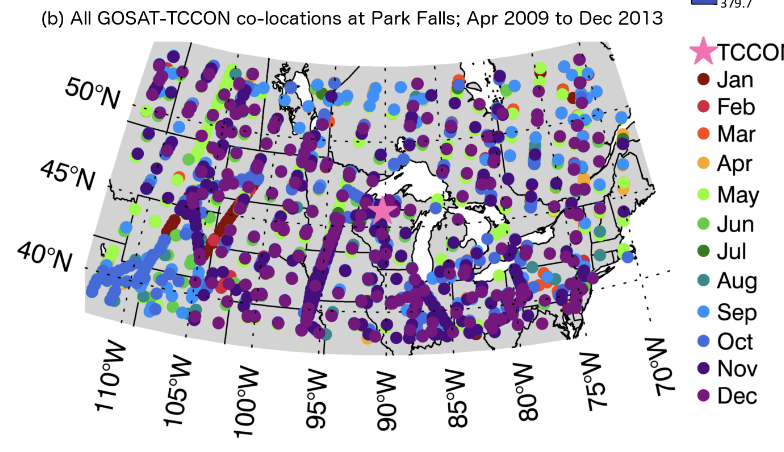 379.7
(b) All GOSAT-TCCON co-locations at Park Falls; Apr 2009 to Dec 2013
TCCON
Jan
Feb
Mar
Apr
May
Jun
Jul
Aug
Sep
Oct
Nov
Dec
50°N
45°N
40°N
110°W
105°W
100°W
95°W
90°W
85°W
80°W
75°W
70°W